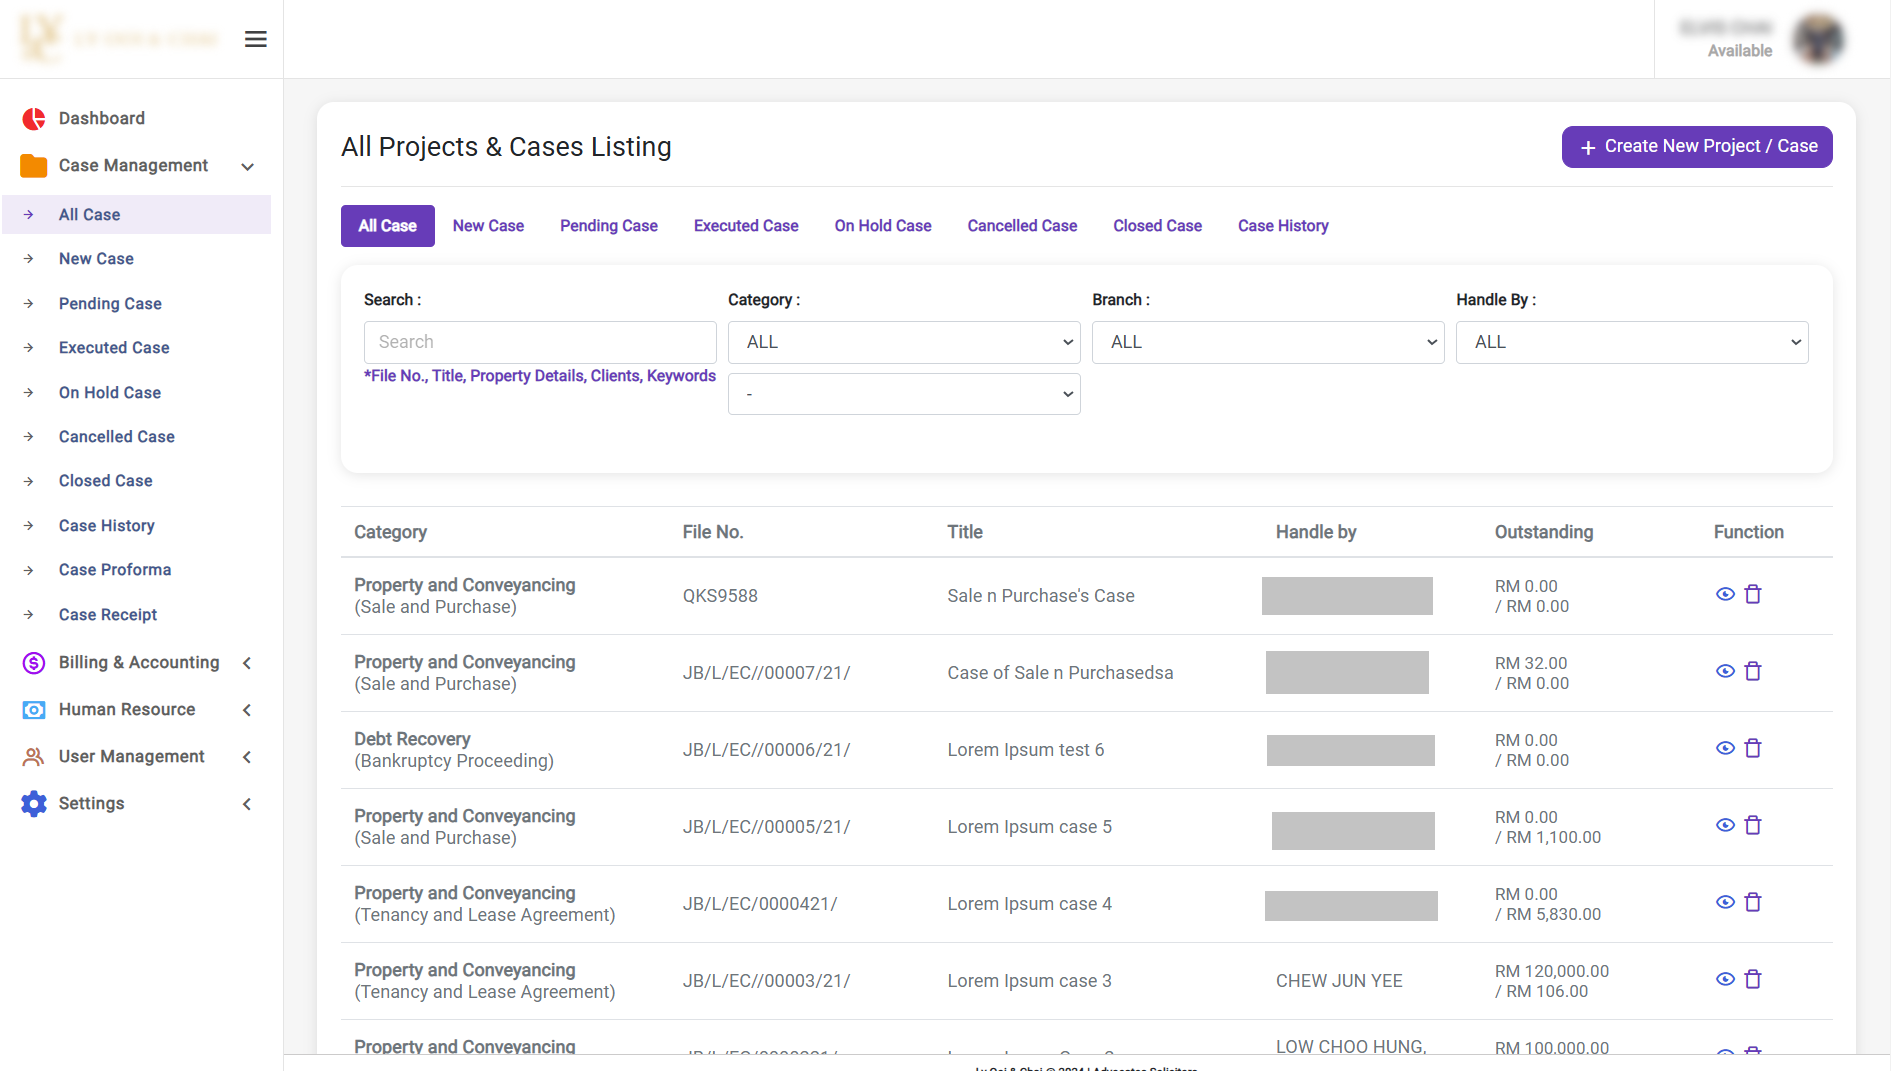 Available
Dashboard
Case Management
All Case
New Case
Pending Case
Executed Case
On Hold Case
Cancelled Case
Closed Case
Case History
Case Proforma
Case Receipt
Billing & Accounting
Human Resource
User Management
Settings
All Projects & Cases Listing
+ Create New Project / Case
All Case New Case Pending Case Executed Case On Hold Case Cancelled Case Closed Case Case History
Search : Category : Branch : Handle By :
Search ALL ALL ALL
*File No., Title, Property Details, Clients, Keywords
-
Category File No. Title Handle by Outstanding Function
Property and Conveyancing
(Sale and Purchase)
QKS9588
Sale n Purchase's Case
RM 0.00
/ RM 0.00
Property and Conveyancing
(Sale and Purchase)
JB/L/EC//00007/21/
Case of Sale n Purchasedsa
RM 32.00
/ RM 0.00
Debt Recovery
(Bankruptcy Proceeding)
JB/L/EC//00006/21/
Lorem Ipsum test 6
RM 0.00
/ RM 0.00
Property and Conveyancing
(Sale and Purchase)
JB/L/EC//00005/21/
Lorem Ipsum case 5
RM 0.00
/ RM 1,100.00
Property and Conveyancing
(Tenancy and Lease Agreement)
JB/L/EC/0000421/
Lorem Ipsum case 4
RM 0.00
/ RM 5,830.00
Property and Conveyancing
(Tenancy and Lease Agreement)
JB/L/EC//00003/21/
Lorem Ipsum case 3
CHEW JUN YEE
RM 120,000.00
/ RM 106.00
Property and Conveyancing
LOW CHOO HUNG,
RM 100,000.00